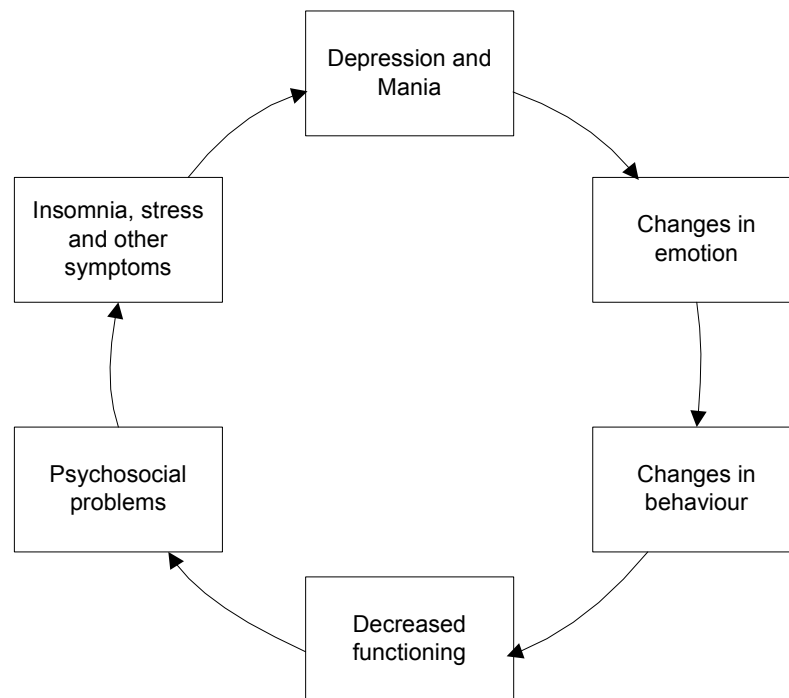 Depression and
Mania
Changes in
emotion
Changes in
behaviour
Decreased
functioning
Psychosocial
problems
Insomnia, stress
and other
symptoms